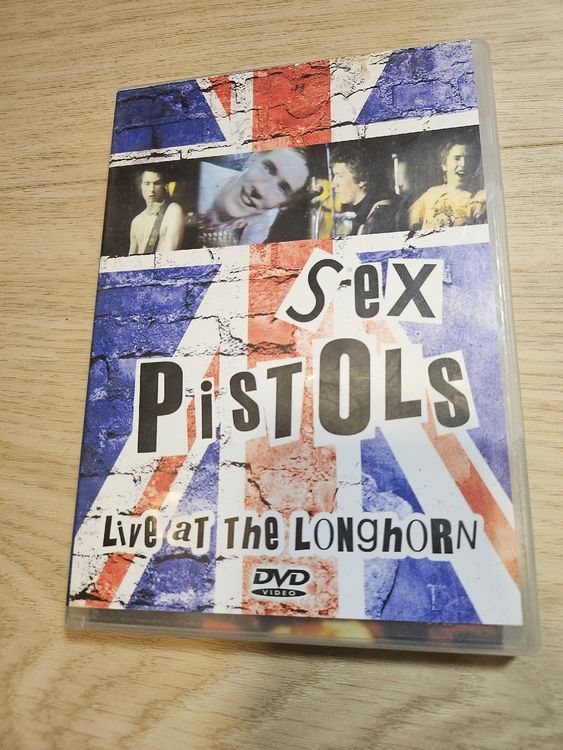 SEX
PiSTOLS
Live aT THe LONghoRN
DVD
VIDEO